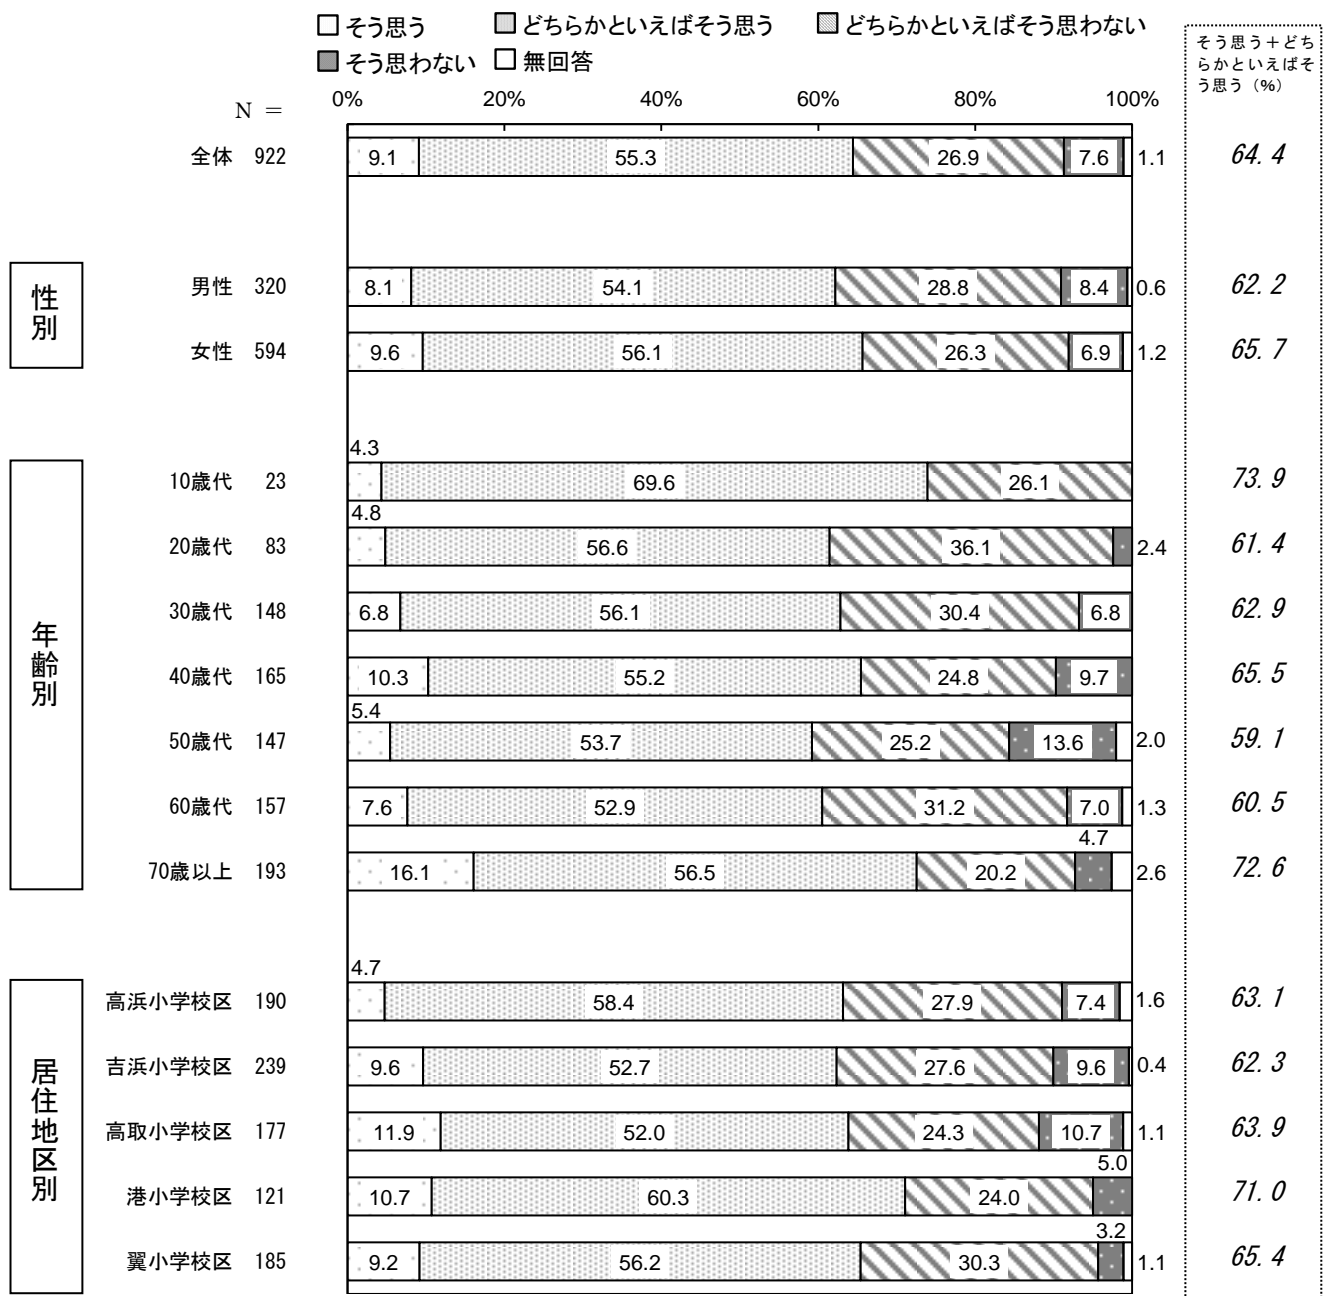 そう思う どちらかといえばそう思う どちらかといえばそう思わない
そう思わない 無回答
そう思う＋どち
らかといえばそ
う思う（%）
N = 0% 20% 40% 60% 80% 100%
全体 922 9.1 55.3 26.9 7.6 1.1 64.4
性別
男性 320 8.1 54.1 28.8 8.4 0.6 62.2
女性 594 9.6 56.1 26.3 6.9 1.2 65.7
年齢別
4.3
10歳代 23 69.6 26.1 73.9
4.8
20歳代 83 56.6 36.1 2.4 61.4
30歳代 148 6.8 56.1 30.4 6.8 62.9
40歳代 165 10.3 55.2 24.8 9.7 65.5
5.4
50歳代 147 53.7 25.2 13.6 2.0 59.1
60歳代 157 7.6 52.9 31.2 7.0 1.3 60.5
4.7
70歳以上 193 16.1 56.5 20.2 2.6 72.6
居住地区別
4.7
高浜小学校区 190 58.4 27.9 7.4 1.6 63.1
吉浜小学校区 239 9.6 52.7 27.6 9.6 0.4 62.3
高取小学校区 177 11.9 52.0 24.3 10.7 1.1 63.9
5.0
港小学校区 121 10.7 60.3 24.0 71.0
3.2
翼小学校区 185 9.2 56.2 30.3 1.1 65.4